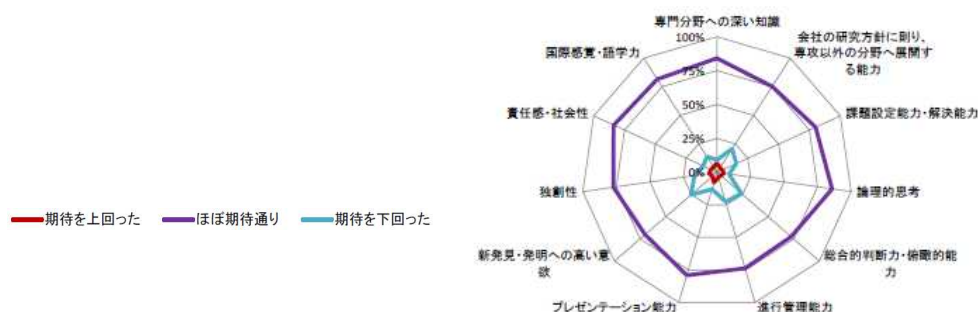 専門分野への深い知識
会社の研究方針に則り、
専攻以外の分野へ展開す
る能力
課題設定能力・解決能力
論理的思考
総合的判断力・俯瞰的能
力
進行管理能力
プレゼンテーション能力
新発見・発明への高い意
欲
独創性
責任感・社会性
国際感覚・語学力
100%
75%
50%
25%
0%
期待を上回った
ほぼ期待通り
期待を下回った